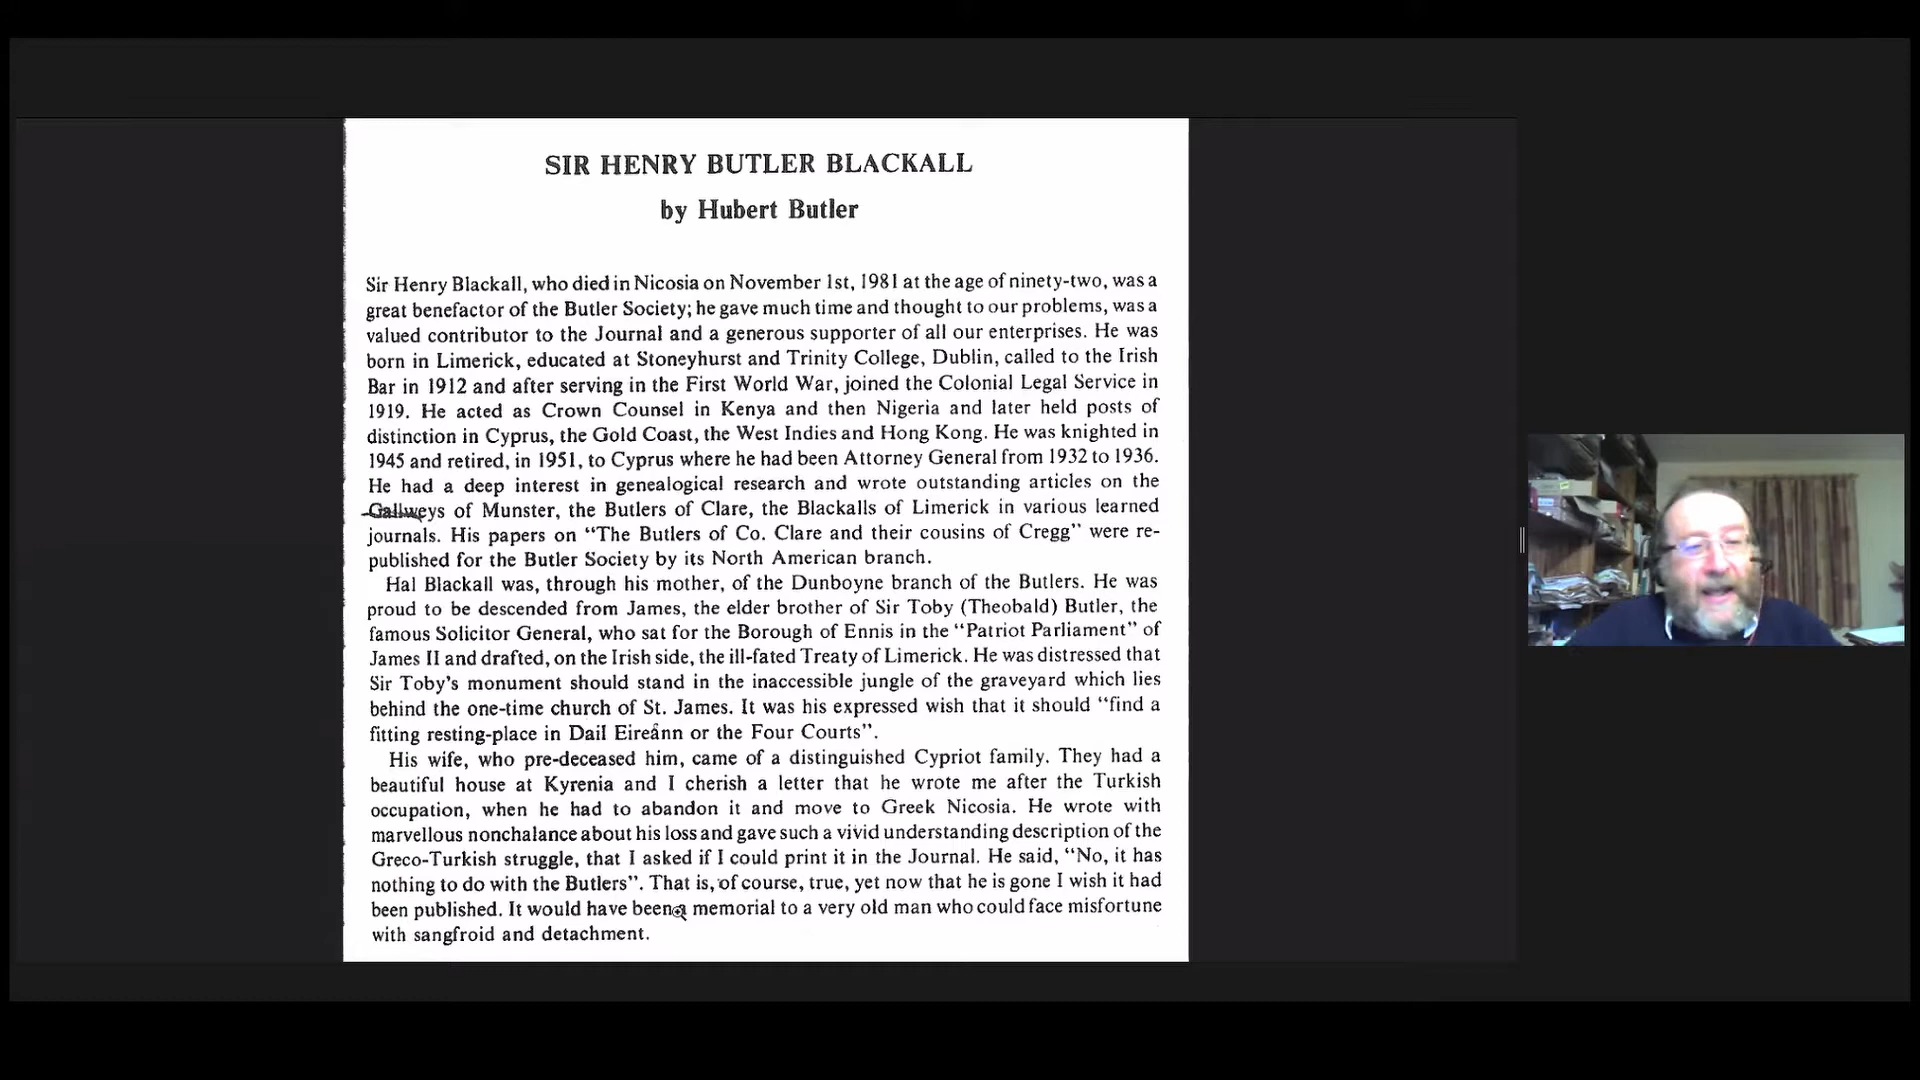 SIR HENRY BUTLER BLACKALL
by Hubert Butler
Sir Henry Blackall, who died in Nicosia on November 1st, 1981 at the age of ninety-two, was a
great benefactor of the Butler Society; he gave much time and thought to our problems, was a
valued contributor to the Journal and a generous supporter of all our enterprises. He was
born in Limerick, educated at Stoneyhurst and Trinity College, Dublin, called to the Irish
Bar in 1912 and after serving in the First World War, joined the Colonial Legal Service in
1919. He acted as Crown Counsel in Kenya and then Nigeria and later held posts of
distinction in Cyprus, the Gold Coast, the West Indies and Hong Kong. He was knighted in
1945 and retired, in 1951, to Cyprus where he had been Attorney General from 1932 to 1936.
He had a deep interest in genealogical research and wrote outstanding articles on the
Gallweys of Munster, the Butlers of Clare, the Blackalls of Limerick in various learned
journals. His papers on “The Butlers of Co. Clare and their cousins of Cregg” were re-
published for the Butler Society by its North American branch.
Hal Blackall was, through his mother, of the Dunboyne branch of the Butlers. He was
proud to be descended from James, the elder brother of Sir Toby (Theobald) Butler, the
famous Solicitor General, who sat for the Borough of Ennis in the “Patriot Parliament” of
James II and drafted, on the Irish side, the ill-fated Treaty of Limerick. He was distressed that
Sir Toby’s monument should stand in the inaccessible jungle of the graveyard which lies
behind the one-time church of St. James. It was his expressed wish that it should “find a
fitting resting-place in Dail Eireánn or the Four Courts”.
His wife, who pre-deceased him, came of a distinguished Cypriot family. They had a
beautiful house at Kyrenia and I cherish a letter that he wrote me after the Turkish
occupation, when he had to abandon it and move to Greek Nicosia. He wrote with
marvellous nonchalance about his loss and gave such a vivid understanding description of the
Greco-Turkish struggle, that I asked if I could print it in the Journal. He said, “No, it has
nothing to do with the Butlers”. That is, of course, true, yet now that he is gone I wish it had
been published. It would have been a memorial to a very old man who could face misfortune
with sangfroid and detachment.